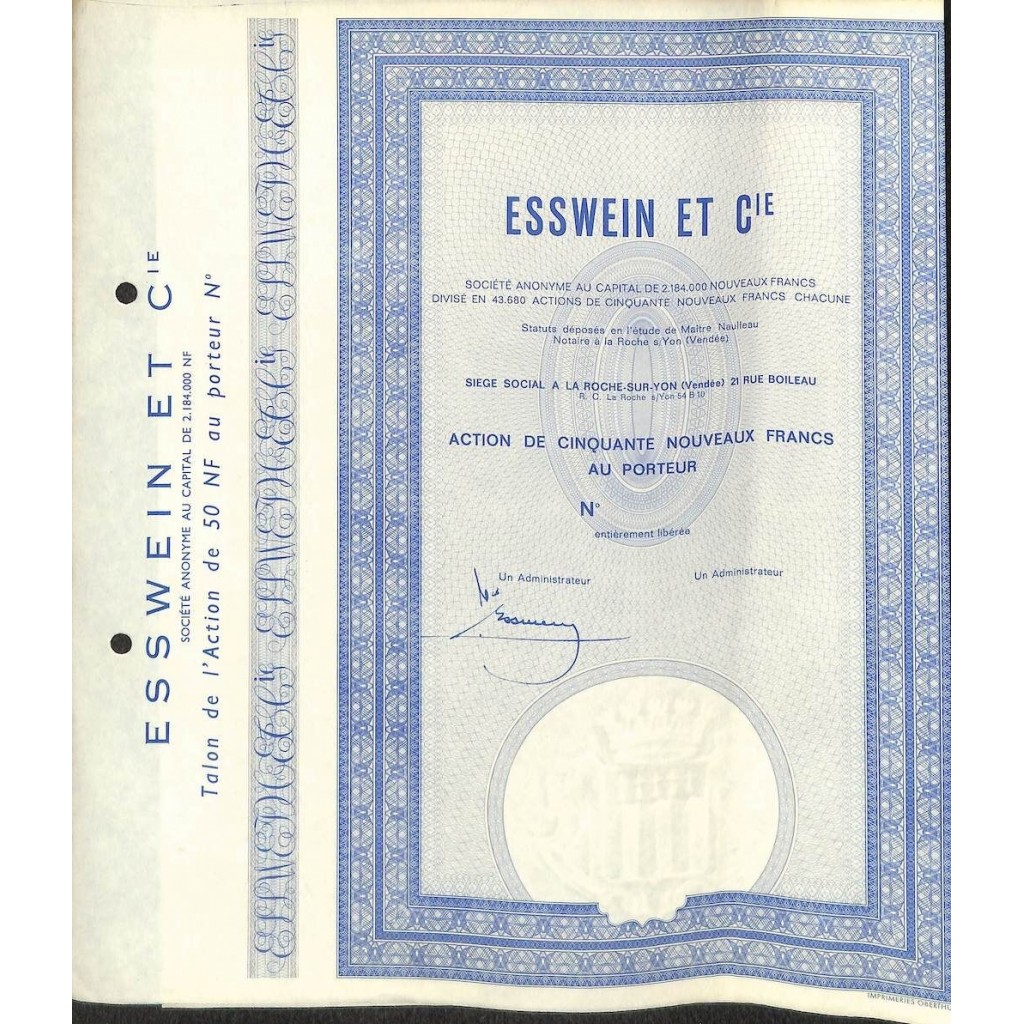 ESSWEIN ET CIE
SOCIÉTÉ ANONYME AU CAPITAL DE 2.184.000 NF
Talon de l'Action de 50 NF au porteur N°
ESSWEIN ET CIE
SOCIÉTÉ ANONYME AU CAPITAL DE 2.184.000 NOUVEAUX FRANCS
DIVISÉ EN 43.680 ACTIONS DE CINQUANTE NOUVEAUX FRANCS CHACUNE
Statuts déposés en l'étude de Maître Naulleau
Notaire à la Roche s/Yon (Vendée)
SIEGE SOCIAL A LA ROCHE-SUR-YON (Vendée) 21 RUE BOILEAU
R. C. La Roche s/Yon 54 B 10
ACTION DE CINQUANTE NOUVEAUX FRANCS
AU PORTEUR
N°
entièrement libérée
Un Administrateur
Un Administrateur
Esswein
IMPRIMERIES OBERTHU